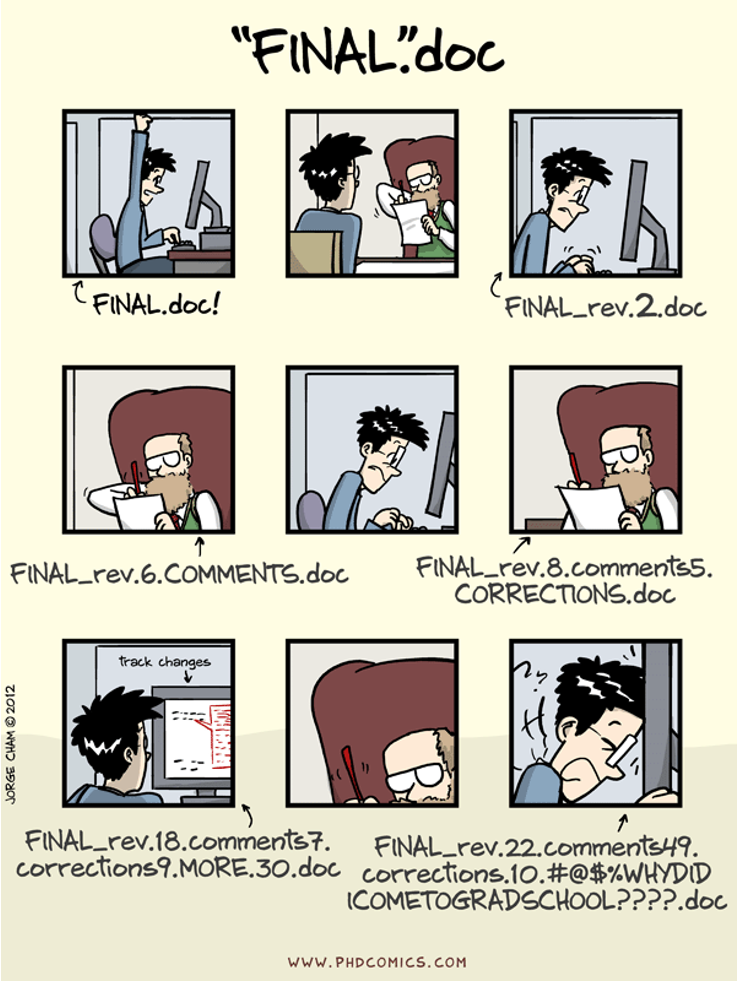 "FINAL".doc
FINAL.doc!
FINAL_rev.2.doc
FINAL_rev.6.COMMENTS.doc
FINAL_rev.8.comments5.
CORRECTIONS.doc
track changes
FINAL_rev.18.comments7.
corrections9.MORE.30.doc
FINAL_rev.22.comments49.
corrections.10.#@$%WHYDID
ICOMETOGRADSCHOOL????.doc
JORGE CHAM © 2012
WWW.PHDCOMICS.COM